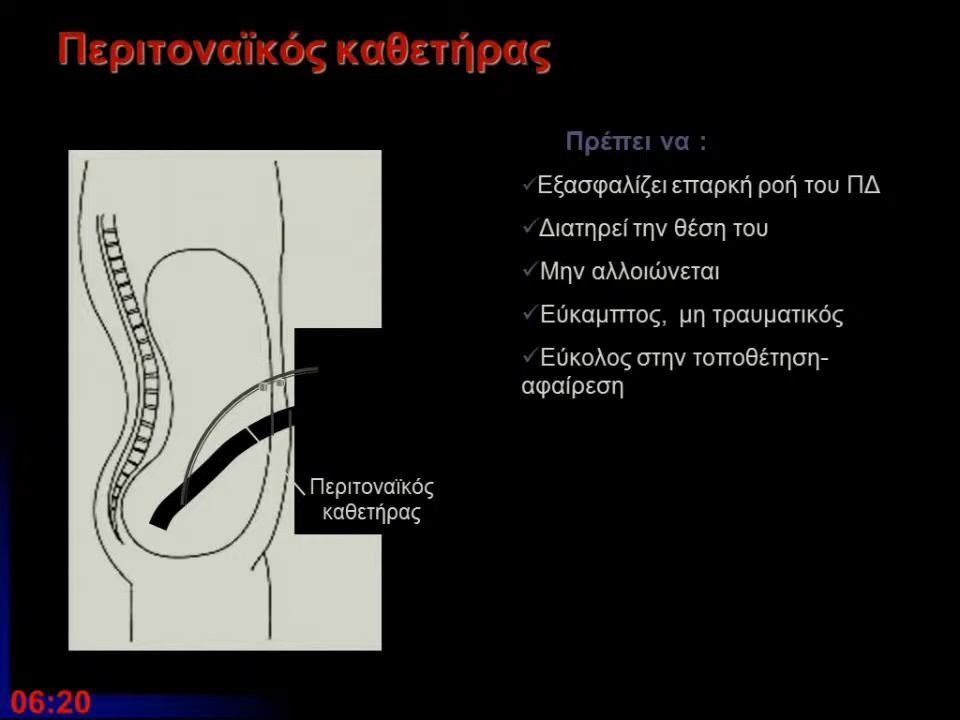 Περιτοναϊκός καθετήρας
Πρέπει να :
✓Εξασφαλίζει επαρκή ροή του ΠΔ
✓Διατηρεί την θέση του
✓Μην αλλοιώνεται
✓Εύκαμπτος, μη τραυματικός
✓Εύκολος στην τοποθέτηση-
αφαίρεση
Περιτοναϊκός
καθετήρας
06:20